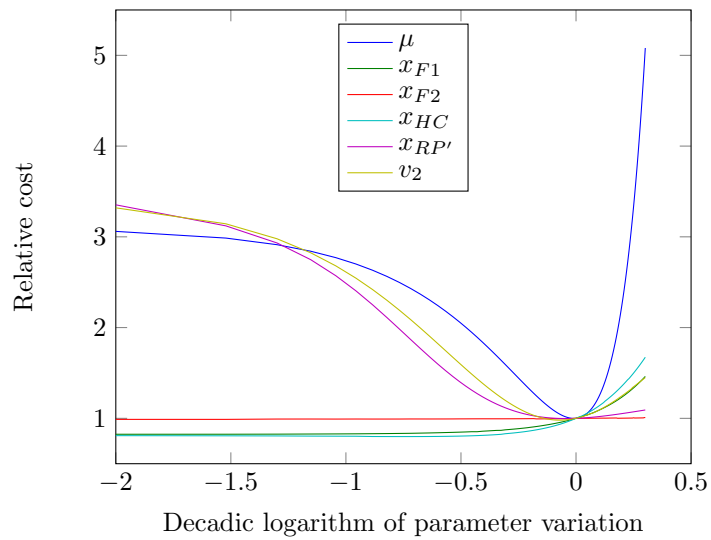 5
4
3
2
1
Relative cost
μ
x_{F1}
x_{F2}
x_{HC}
x_{RP′}
v_2
−2 −1.5 −1 −0.5 0 0.5
Decadic logarithm of parameter variation